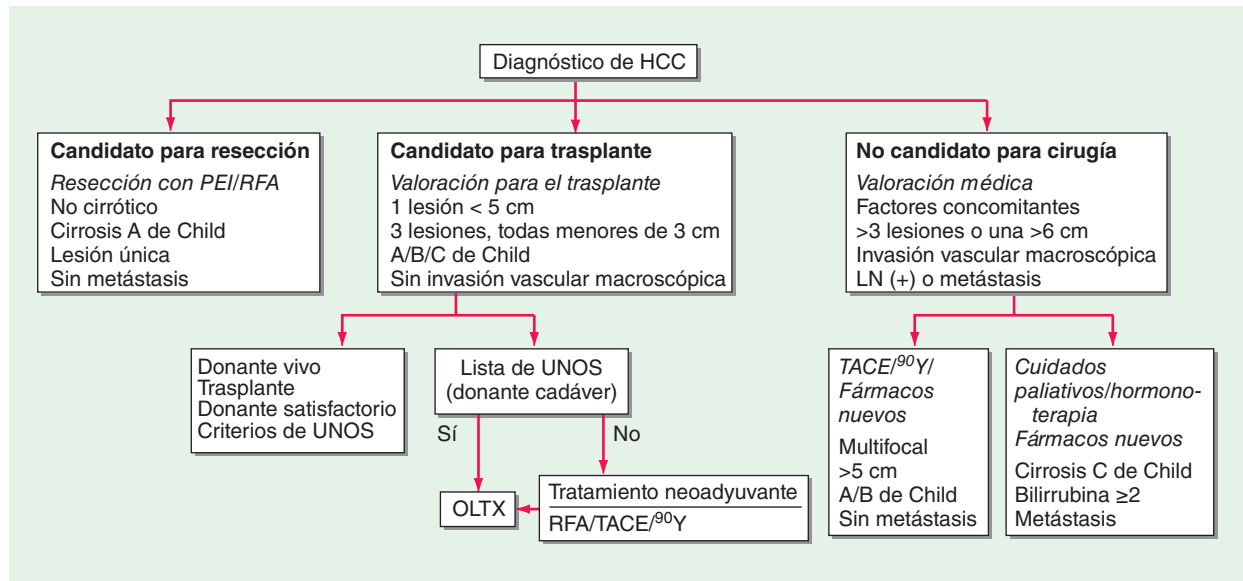 Diagnóstico de HCC
Candidato para resección
Resección con PEI/RFA
No cirrótico
Cirrosis A de Child
Lesión única
Sin metástasis
Candidato para trasplante
Valoración para el trasplante
1 lesión < 5 cm
3 lesiones, todas menores de 3 cm
A/B/C de Child
Sin invasión vascular macroscópica
No candidato para cirugía
Valoración médica
Factores concomitantes
>3 lesiones o una >6 cm
Invasión vascular macroscópica
LN (+) o metástasis
Donante vivo
Trasplante
Donante satisfactorio
Criterios de UNOS
Lista de UNOS
(donante cadáver)
Sí
No
OLTX
Tratamiento neoadyuvante
RFA/TACE/⁹⁰Y
TACE/⁹⁰Y/
Fármacos
nuevos
Multifocal
>5 cm
A/B de Child
Sin metástasis
Cuidados
paliativos/hormono-
terapia
Fármacos nuevos
Cirrosis C de Child
Bilirrubina ≥2
Metástasis